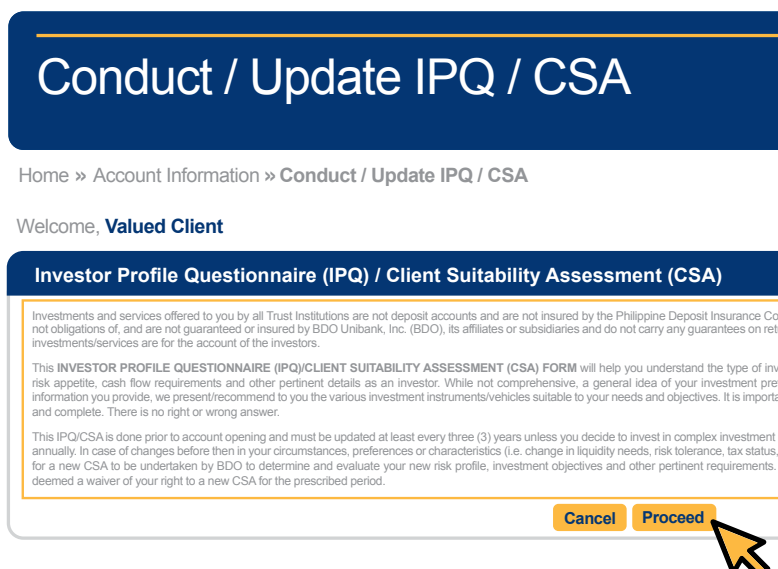 Conduct / Update IPQ / CSA
Home » Account Information » Conduct / Update IPQ / CSA
Welcome, Valued Client
Investor Profile Questionnaire (IPQ) / Client Suitability Assessment (CSA)
Investments and services offered to you by all Trust Institutions are not deposit accounts and are not insured by the Philippine Deposit Insurance Co
not obligations of, and are not guaranteed or insured by BDO Unibank, Inc. (BDO), its affiliates or subsidiaries and do not carry any guarantees on ret
investments/services are for the account of the investors.
This INVESTOR PROFILE QUESTIONNAIRE (IPQ)/CLIENT SUITABILITY ASSESSMENT (CSA) FORM will help you understand the type of inv
risk appetite, cash flow requirements and other pertinent details as an investor. While not comprehensive, a general idea of your investment pre
information you provide, we present/recommend to you the various investment instruments/vehicles suitable to your needs and objectives. It is importa
and complete. There is no right or wrong answer.
This IPQ/CSA is done prior to account opening and must be updated at least every three (3) years unless you decide to invest in complex investment
annually. In case of changes before then in your circumstances, preferences or characteristics (i.e. change in liquidity needs, risk tolerance, tax status,
for a new CSA to be undertaken by BDO to determine and evaluate your new risk profile, investment objectives and other pertinent requirements.
deemed a waiver of your right to a new CSA for the prescribed period.
Cancel Proceed